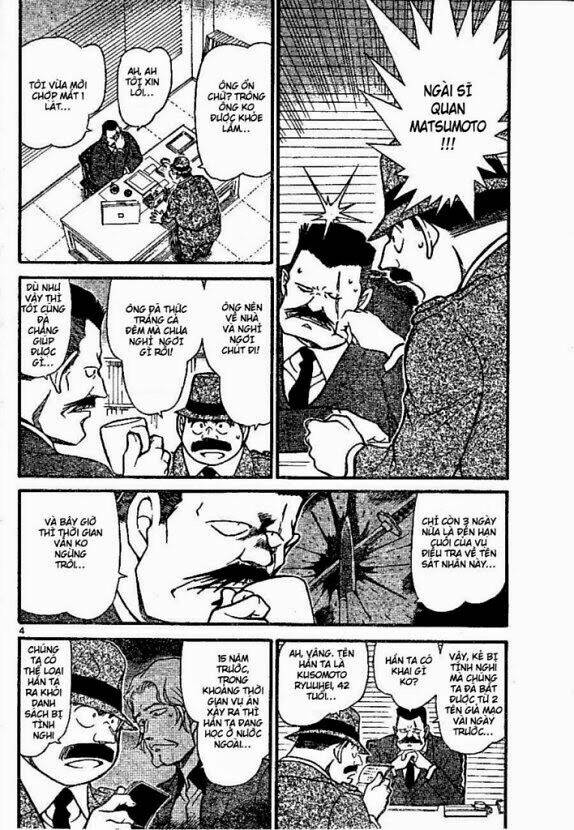 NGÀI SĨ
QUAN
MATSUMOTO
!!!
ÔNG ỔN
CHỨ? TRÔNG
ÔNG KO
ĐƯỢC KHỎE
LẮM...
AH, AH
TÔI XIN
LỖI...
TÔI VỪA MỚI
CHỢP MẮT 1
LÁT...
ÔNG NÊN
VỀ NHÀ
VÀ NGHỈ
NGƠI
CHÚT ĐI!
ÔNG ĐÃ THỨC
TRẮNG CẢ
ĐÊM MÀ CHƯA
NGHỈ NGƠI
GÌ RỒI!
DÙ NHƯ
VẬY THÌ
TÔI CŨNG
ĐÃ
CHẲNG
GIÚP
ĐƯỢC
GÌ...
CHỈ CÒN 3 NGÀY
NỮA LÀ ĐẾN HẠN
CUỐI CỦA VỤ
ĐIỀU TRA VỀ TÊN
SÁT NHÂN NÀY...
VÀ BÂY GIỜ
THÌ THỜI GIAN
VẪN KO
NGỪNG
TRÔI...
4
VẬY, KẺ BỊ
TÌNH NGHI
MÀ CHÚNG
TA ĐÃ BẮT
ĐƯỢC TỪ 2
TÊN GIẢ MẠO
VÀI NGÀY
TRƯỚC...
HẮN TA CÓ
KHAI GÌ
KO?
AH, VÂNG. TÊN
HẮN TA LÀ
KUSOMOTO
RYUUHEI, 42
TUỔI...
15 NĂM
TRƯỚC,
TRONG
KHOẢNG THỜI
GIAN VỤ ÁN
XẢY RA THÌ
HẮN TA ĐANG
HỌC Ở NƯỚC
NGOÀI...
CHÚNG
TA CÓ
THỂ LOẠI
HẮN TA
RA KHỎI
DANH
SÁCH BỊ
TÌNH
NGHI